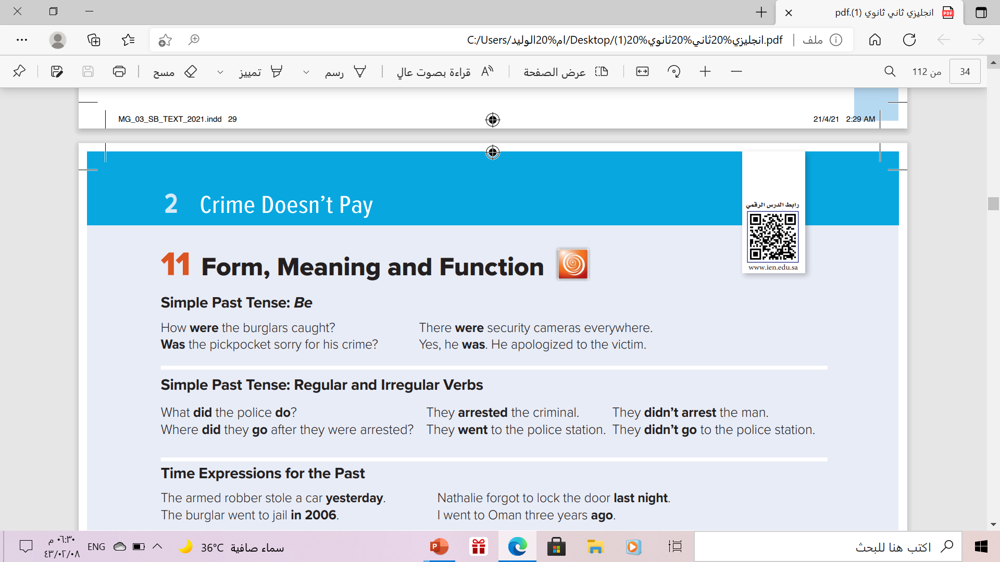 انجليزي ثاني ثانوي (1).pdf
ملف
C:/Users/ام%20الوليد/Desktop/انجليزي%20ثاني%20ثانوي%20(1).pdf
34
من 112
عرض الصفحة
قراءة بصوت عالٍ
رسم
تمييز
مسح
MG_03_SB_TEXT_2021.indd 29
21/4/21 2:29 AM
2 Crime Doesn't Pay
رابط الدرس الرقمي
www.ien.edu.sa
11 Form, Meaning and Function
Simple Past Tense: Be
How were the burglars caught? There were security cameras everywhere.
Was the pickpocket sorry for his crime? Yes, he was. He apologized to the victim.
Simple Past Tense: Regular and Irregular Verbs
What did the police do? They arrested the criminal. They didn't arrest the man.
Where did they go after they were arrested? They went to the police station. They didn't go to the police station.
Time Expressions for the Past
The armed robber stole a car yesterday. Nathalie forgot to lock the door last night.
The burglar went to jail in 2006. I went to Oman three years ago.
اكتب هنا للبحث
36°C سماء صافية
ENG
٠٦:٣٠ م
٤٣/٠٢/٠٨